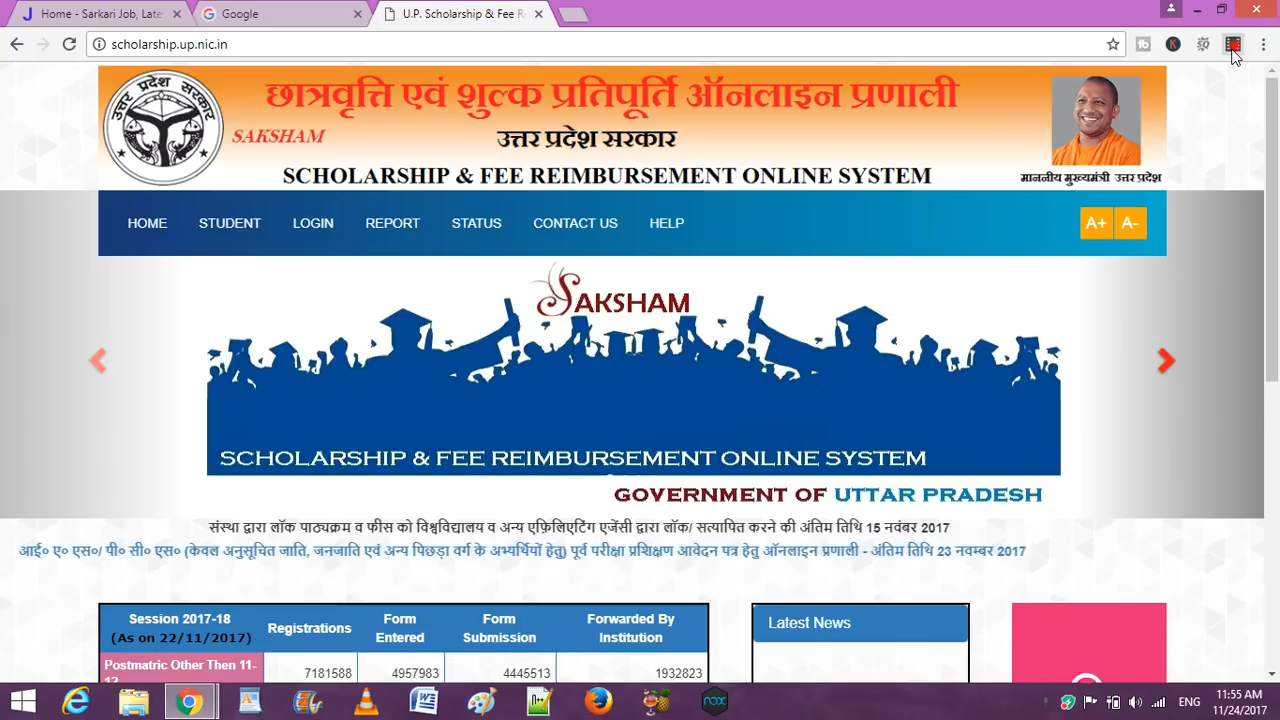 Home - Sarkari Job, Late
Google
U.P. Scholarship & Fee R
scholarship.up.nic.in
उत्तर प्रदेश सरकार
छात्रवृत्ति एवं शुल्क प्रतिपूर्ति ऑनलाइन प्रणाली
SAKSHAM
उत्तर प्रदेश सरकार
SCHOLARSHIP & FEE REIMBURSEMENT ONLINE SYSTEM
माननीय मुख्यमंत्री उत्तर प्रदेश
HOME STUDENT LOGIN REPORT STATUS CONTACT US HELP A+ A-
SAKSHAM
SCHOLARSHIP & FEE REIMBURSEMENT ONLINE SYSTEM
GOVERNMENT OF UTTAR PRADESH
संस्था द्वारा लॉक पाठ्यक्रम व फीस को विश्वविद्यालय व अन्य एफ़िलिएटिंग एजेंसी द्वारा लॉक/ सत्यापित करने की अंतिम तिथि 15 नवंबर 2017
आई० ए० एस०/ पी० सी० एस० (केवल अनुसूचित जाति, जनजाति एवं अन्य पिछड़ा वर्ग के अभ्यर्थियों हेतु) पूर्व परीक्षा प्रशिक्षण आवेदन पत्र हेतु ऑनलाइन प्रणाली - अंतिम तिथि 23 नवम्बर 2017
Session 2017-18
(As on 22/11/2017)
Registrations
Form
Entered
Form
Submission
Forwarded By
Institution
Postmatric Other Then 11-
12
7181588 4957983 4445513 1932823
Latest News
ENG
11:55 AM
11/24/2017